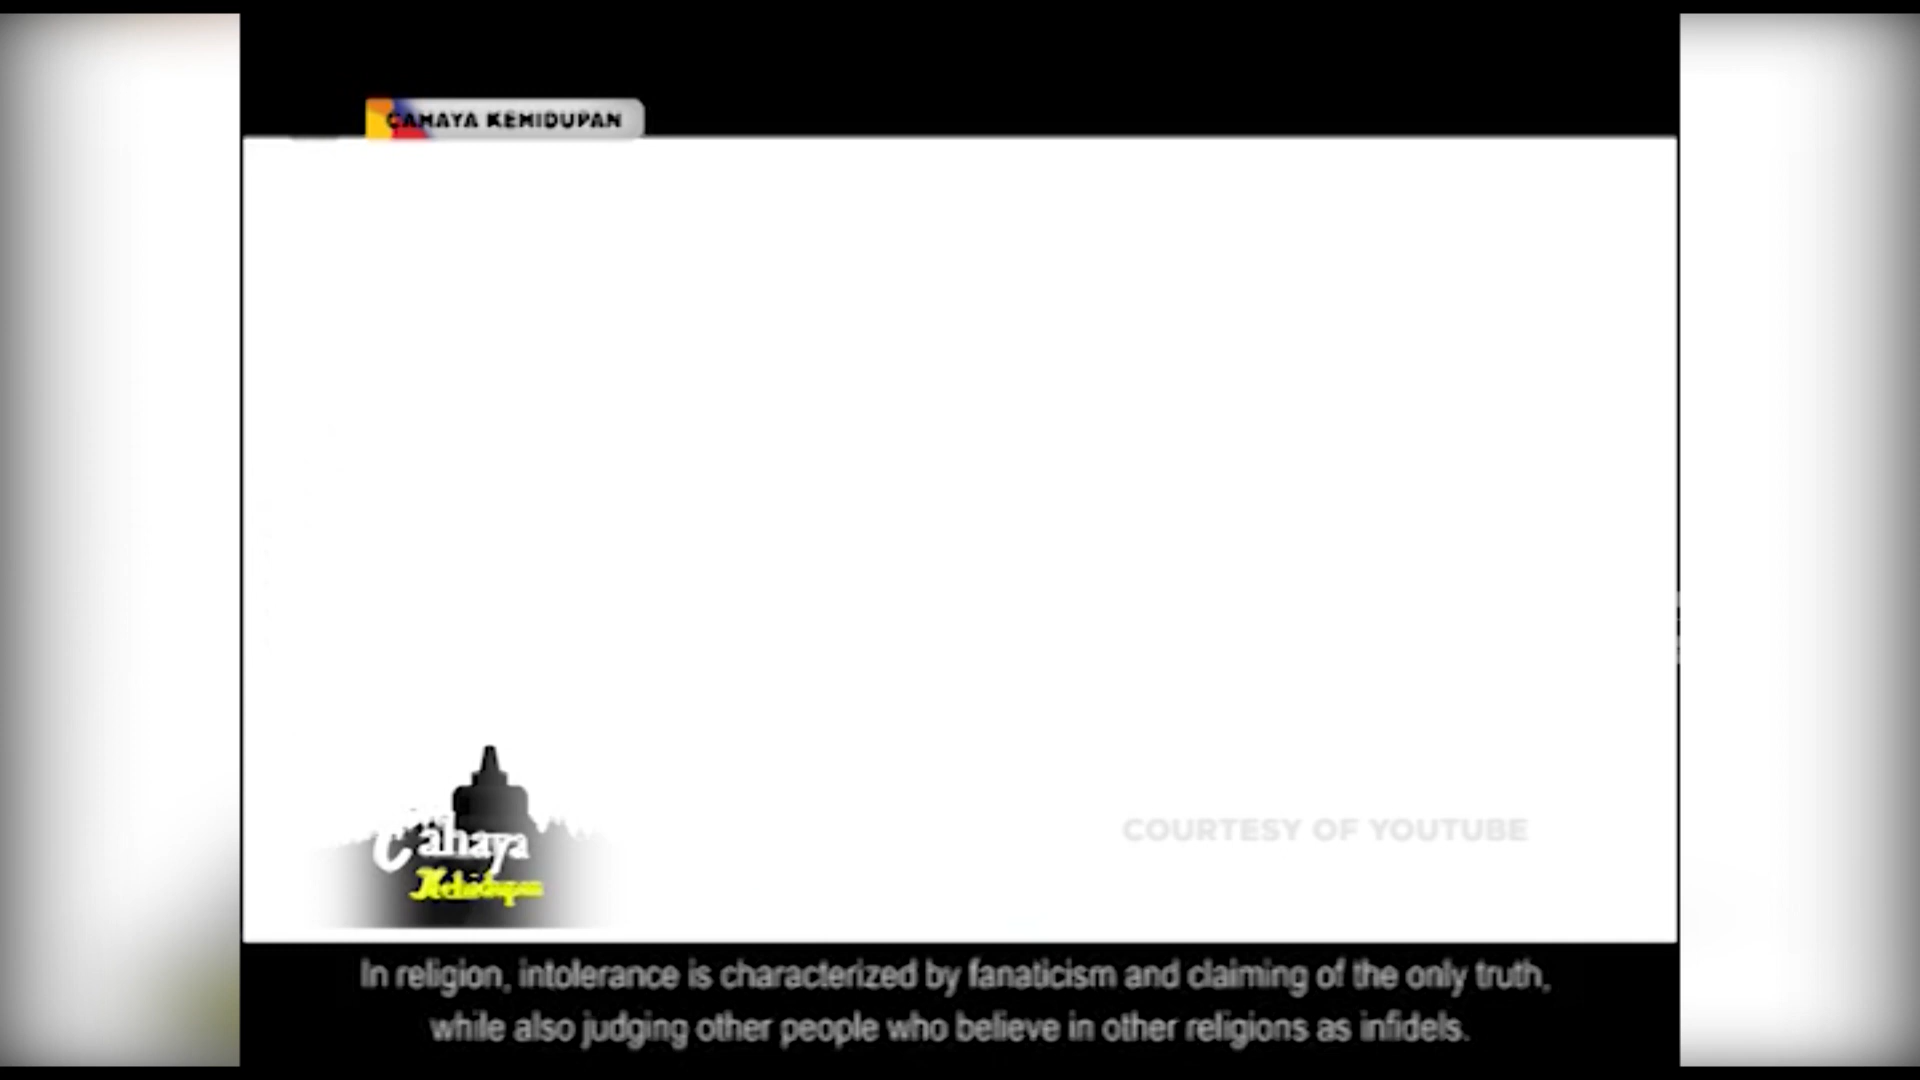 CAHAYA KEHIDUPAN
Cahaya
Kehidupan
COURTESY OF YOUTUBE
In religion, intolerance is characterized by fanaticism and claiming of the only truth,
while also judging other people who believe in other religions as infidels.